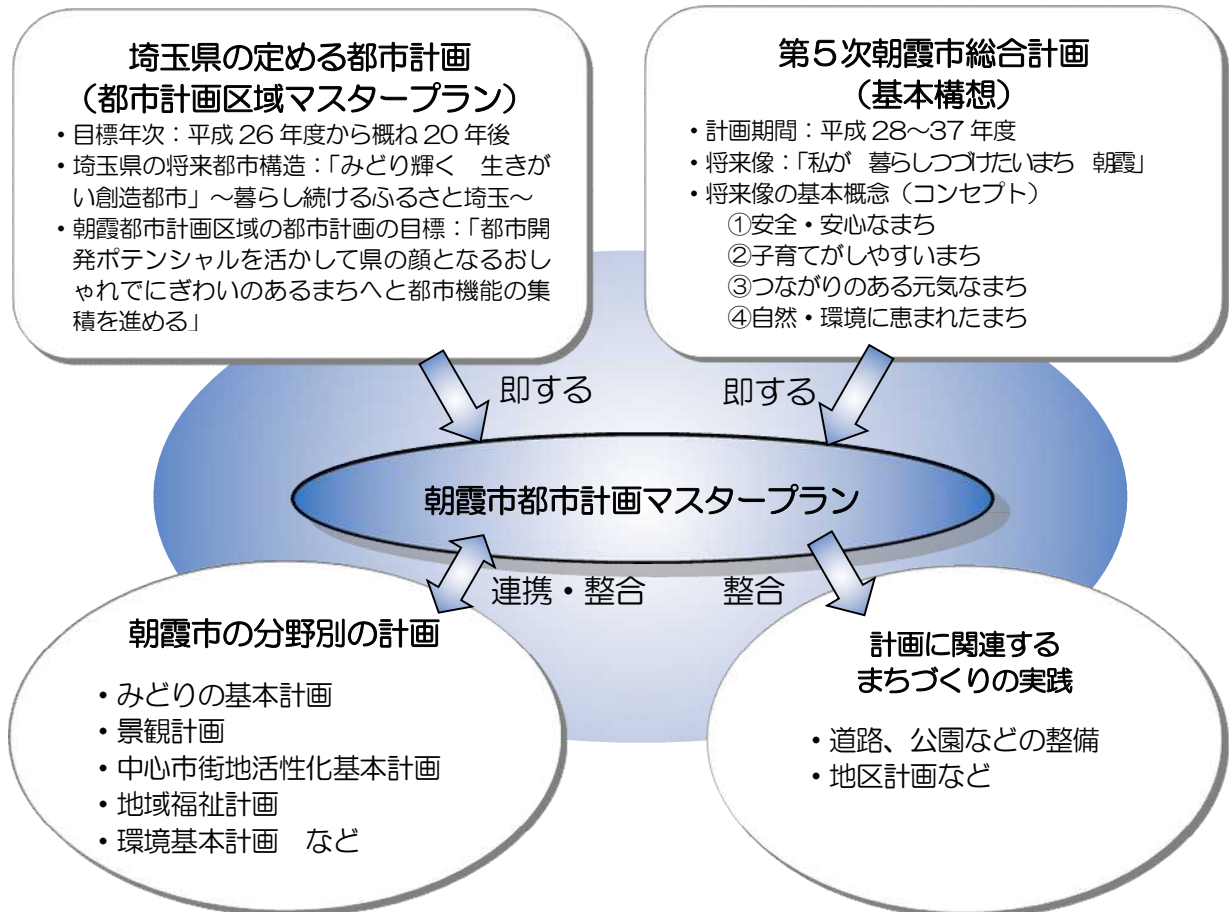 埼玉県の定める都市計画
（都市計画区域マスタープラン）
・目標年次：平成 26 年度から概ね 20 年後
・埼玉県の将来都市構造：「みどり輝く　生きが
い創造都市」～暮らし続けるふるさと埼玉～
・朝霞都市計画区域の都市計画の目標：「都市開
発ポテンシャルを活かして県の顔となるおし
ゃれでにぎわいのあるまちへと都市機能の集
積を進める」
第５次朝霞市総合計画
（基本構想）
・計画期間：平成 28～37 年度
・将来像：「私が　暮らしつづけたいまち　朝霞」
・将来像の基本概念（コンセプト）
①安全・安心なまち
②子育てがしやすいまち
③つながりのある元気なまち
④自然・環境に恵まれたまち
即する
即する
朝霞市都市計画マスタープラン
連携・整合
整合
朝霞市の分野別の計画
・みどりの基本計画
・景観計画
・中心市街地活性化基本計画
・地域福祉計画
・環境基本計画　など
計画に関連する
まちづくりの実践
・道路、公園などの整備
・地区計画など